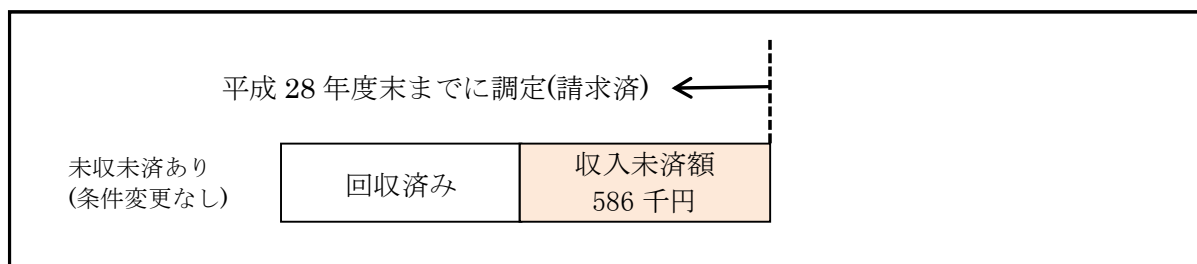 平成 28 年度末までに調定(請求済)
未収未済あり
(条件変更なし)
回収済み
収入未済額
586 千円